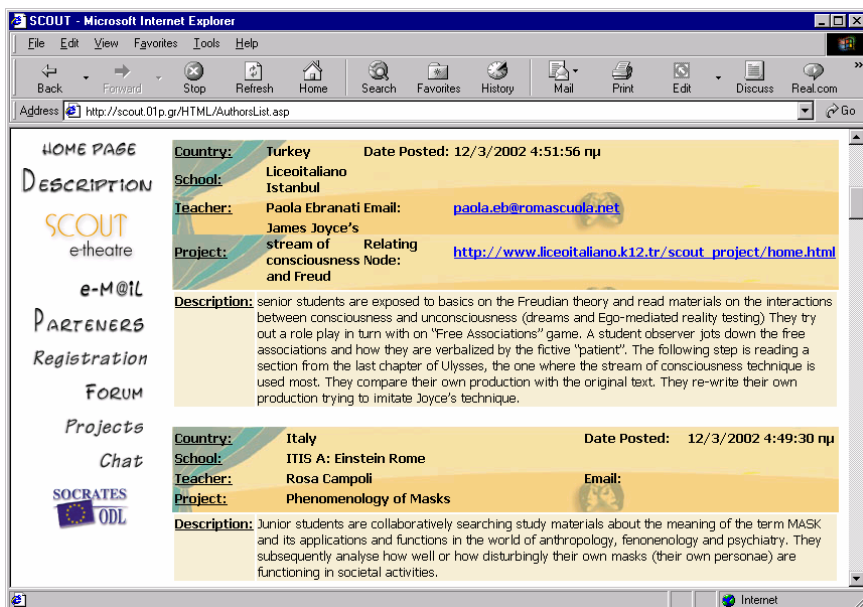 SCOUT - Microsoft Internet Explorer
File Edit View Favorites Tools Help
Back Forward Stop Refresh Home Search Favorites History Mail Print Edit Discuss Real.com »
Address http://scout.01p.gr/HTML/AuthorsList.asp Go
HOME PAGE
DESCRIPTION
SCOUT
e-theatre
e-M@iL
PARTENERS
Registration
FORUM
Projects
Chat
SOCRATES
ODL
Country: Turkey Date Posted: 12/3/2002 4:51:56 πμ
School: Liceoitaliano
Istanbul
Teacher: Paola Ebranati Email: paola.eb@romascuola.net
Project: James Joyce's
stream of Relating
consciousness Node: http://www.liceoitaliano.k12.tr/scout_project/home.html
and Freud
Description: senior students are exposed to basics on the Freudian theory and read materials on the interactions
between consciousness and unconsciousness (dreams and Ego-mediated reality testing) They try
out a role play in turn with on "Free Associations" game. A student observer jots down the free
associations and how they are verbalized by the fictive "patient". The following step is reading a
section from the last chapter of Ulysses, the one where the stream of consciousness technique is
used most. They compare their own production with the original text. They re-write their own
production trying to imitate Joyce's technique.
Country: Italy Date Posted: 12/3/2002 4:49:30 πμ
School: ITIS A: Einstein Rome
Teacher: Rosa Campoli Email:
Project: Phenomenology of Masks
Description: Junior students are collaboratively searching study materials about the meaning of the term MASK
and its applications and functions in the world of anthropology, fenonenology and psychiatry. They
subsequently analyse how well or how disturbingly their own masks (their own personae) are
functioning in societal activities.
Internet